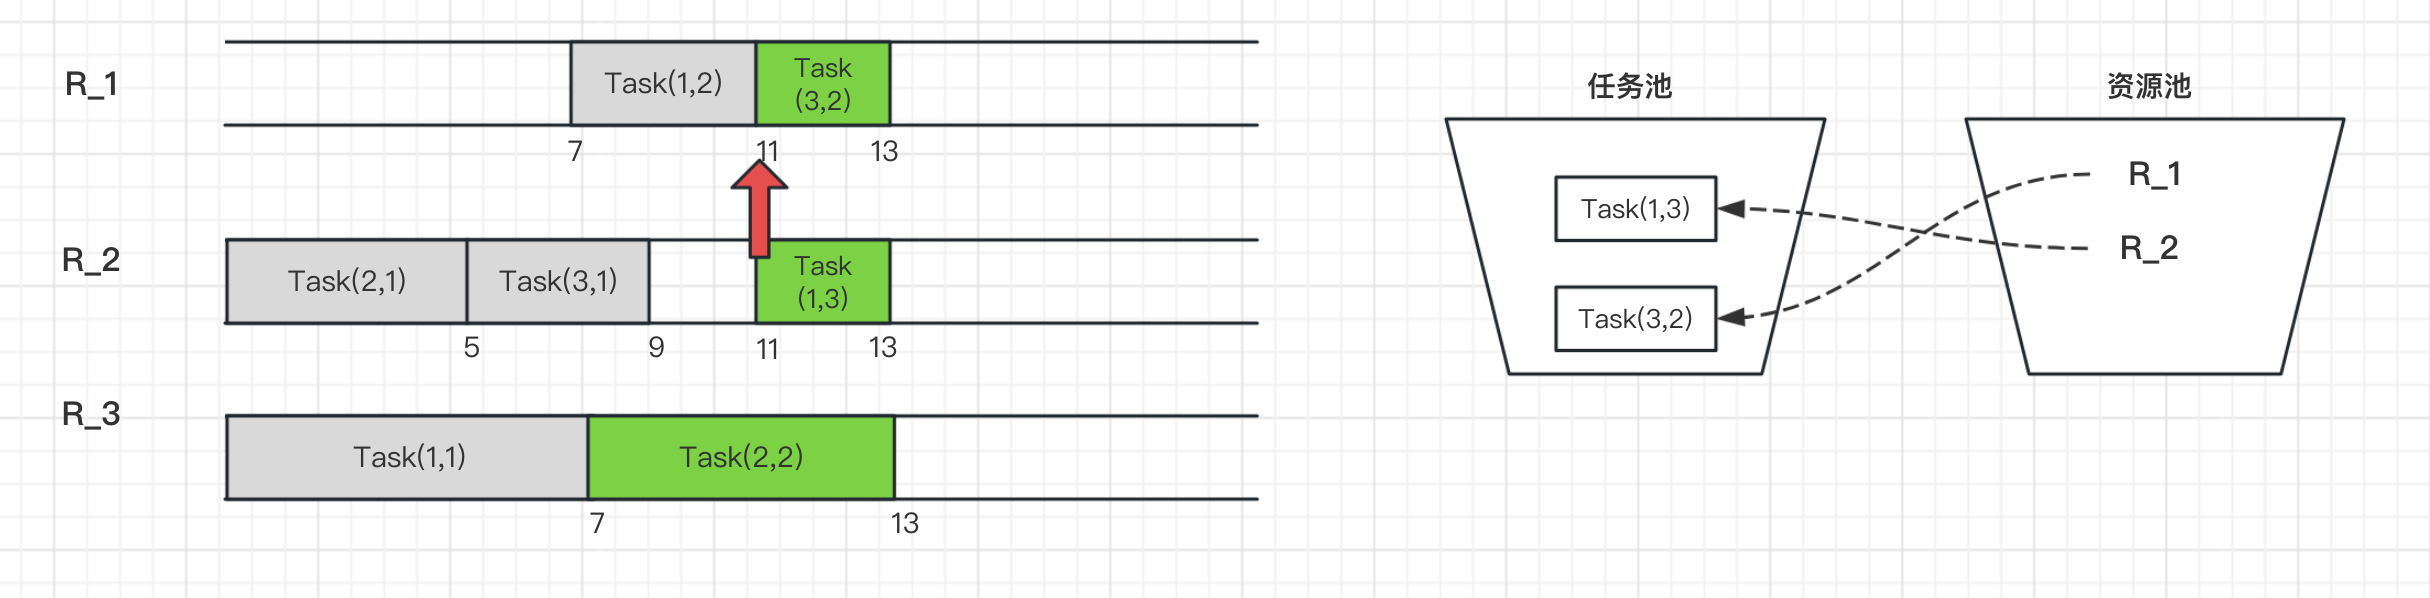 R_1
Task(1,2)
Task
(3,2)
7
11
13
R_2
Task(2,1)
Task(3,1)
Task
(1,3)
5
9
11
13
R_3
Task(1,1)
Task(2,2)
7
13
任务池
Task(1,3)
Task(3,2)
资源池
R_1
R_2